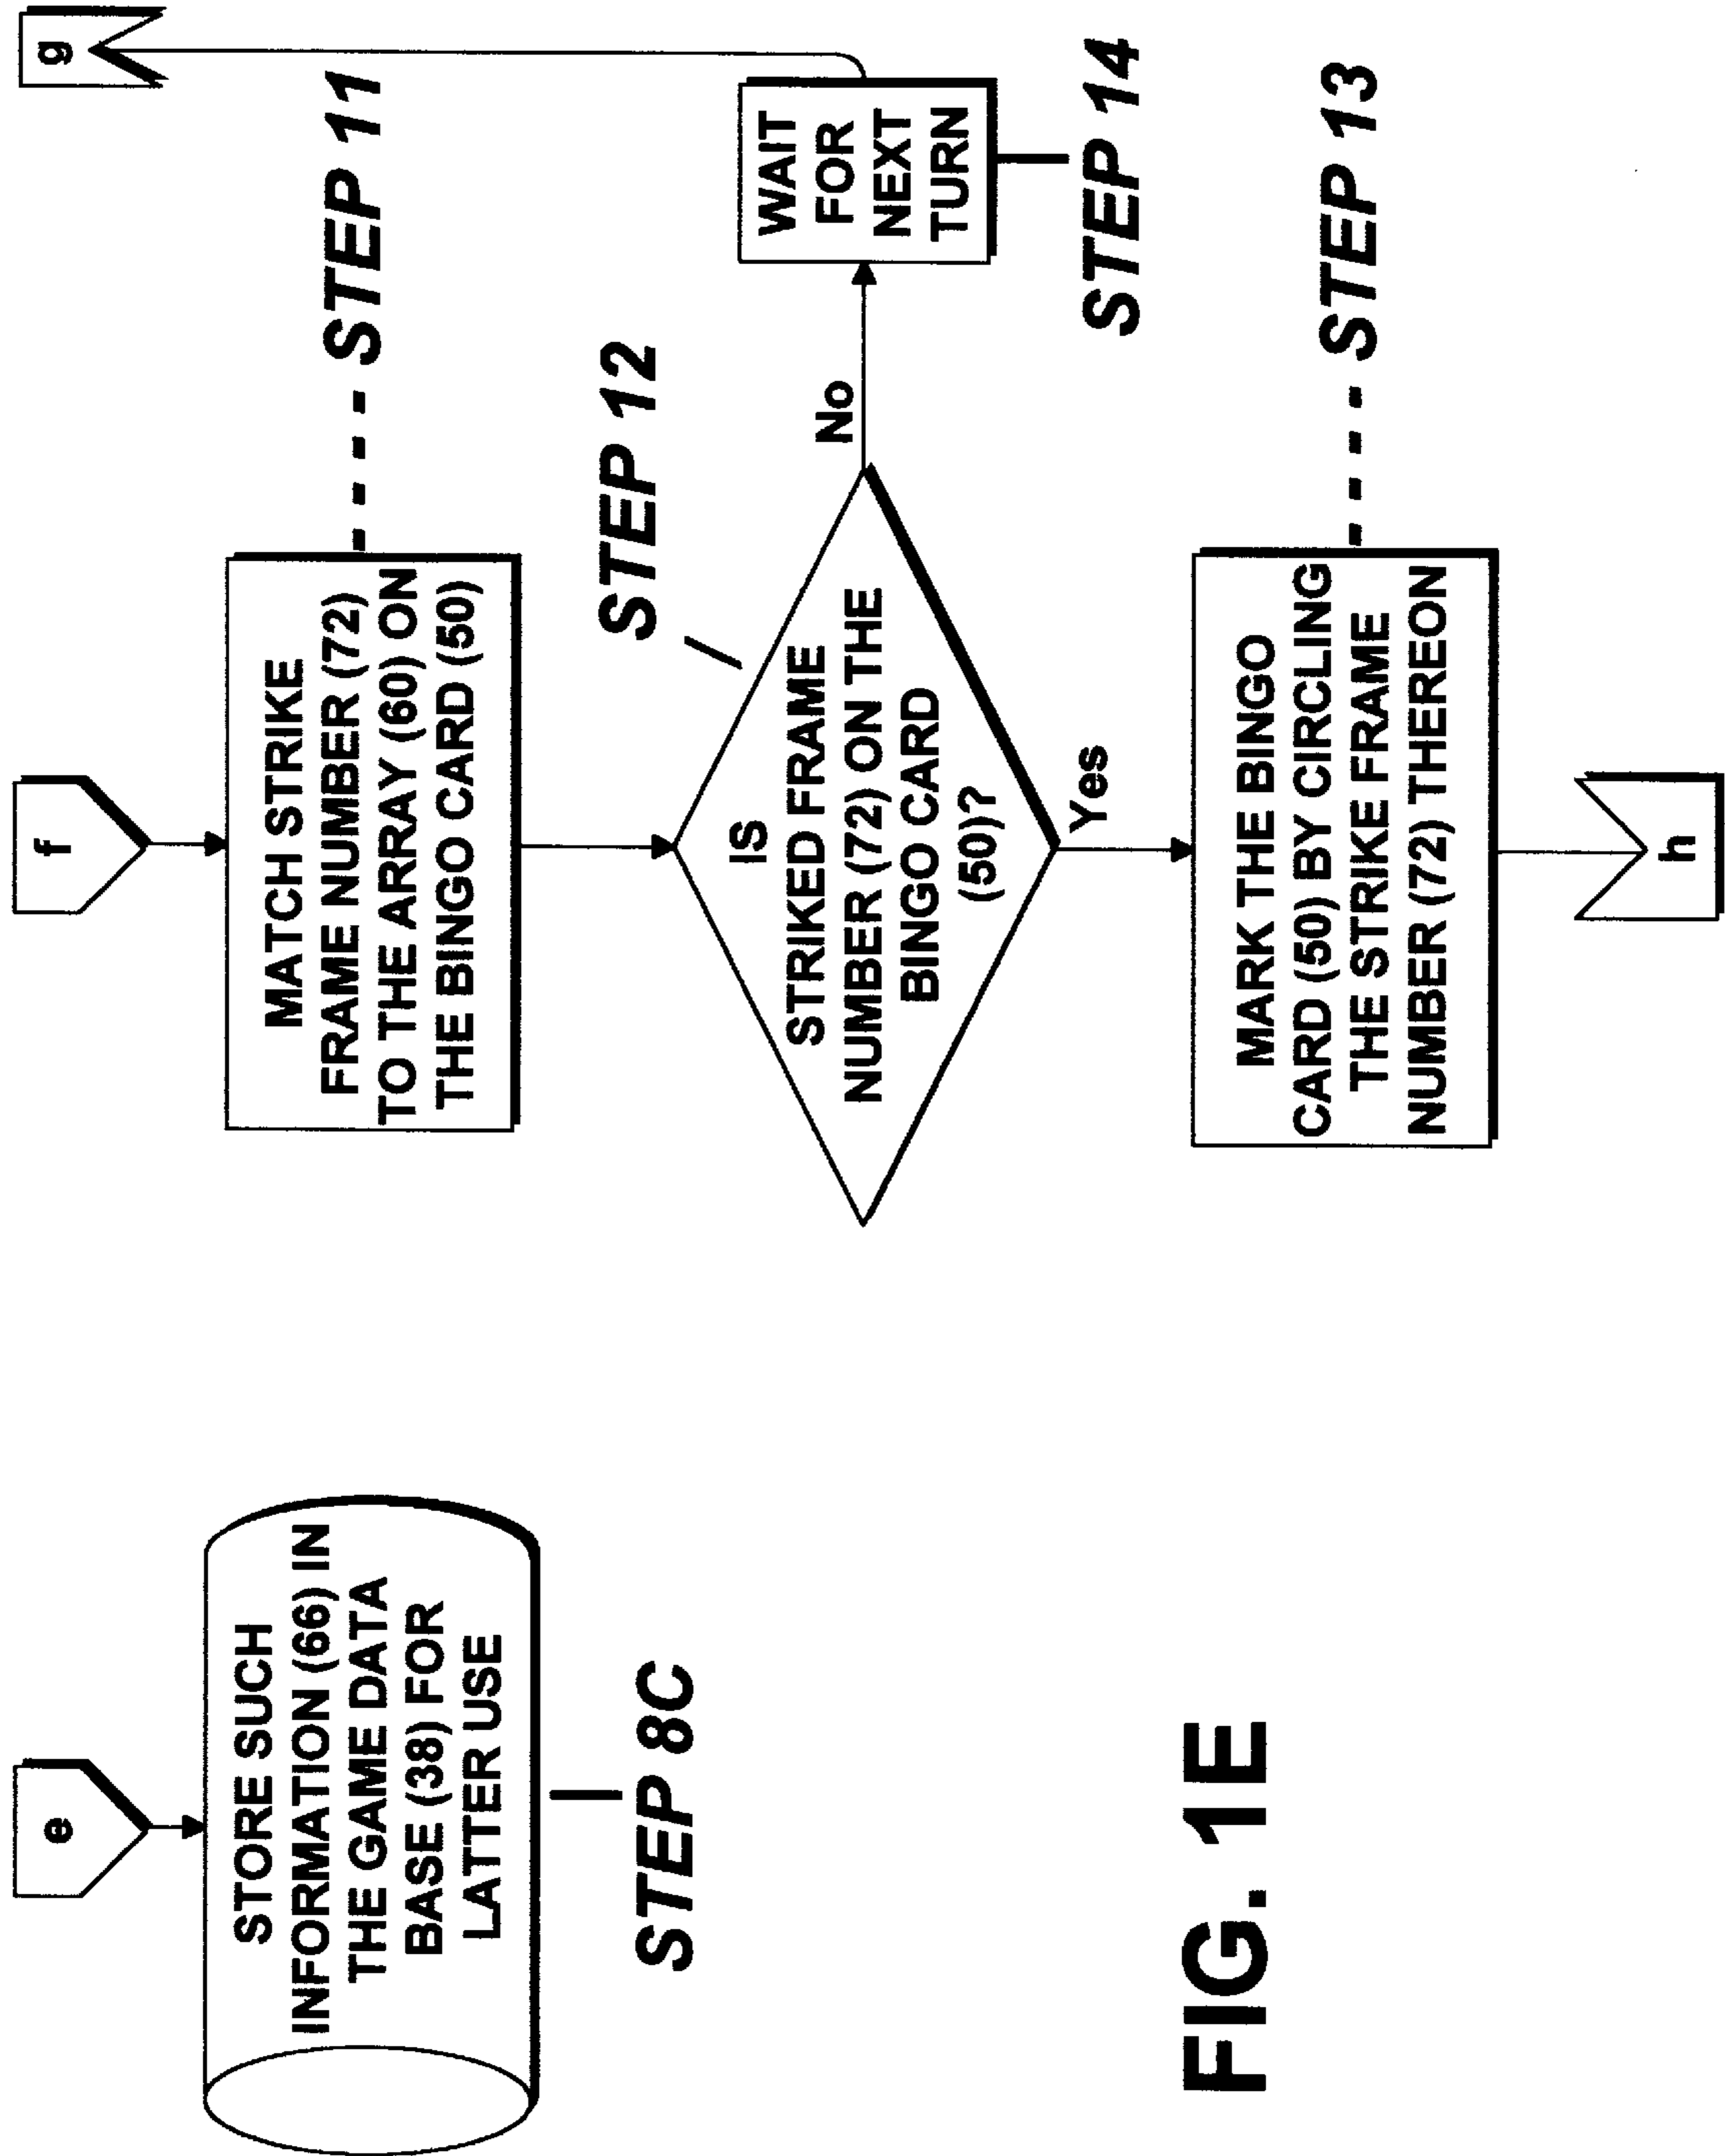 e
STORE SUCH
INFORMATION (66) IN
THE GAME DATA
BASE (38) FOR
LATTER USE
STEP 8C
f
MATCH STRIKE
FRAME NUMBER (72)
TO THE ARRAY (60) ON
THE BINGO CARD (50)
STEP 11
STEP 12
IS
STRIKED FRAME
NUMBER (72) ON THE
BINGO CARD
(50)?
No
WAIT
FOR
NEXT
TURN
STEP 14
g
Yes
MARK THE BINGO
CARD (50) BY CIRCLING
THE STRIKE FRAME
NUMBER (72) THEREON
STEP 13
h
FIG. 1E